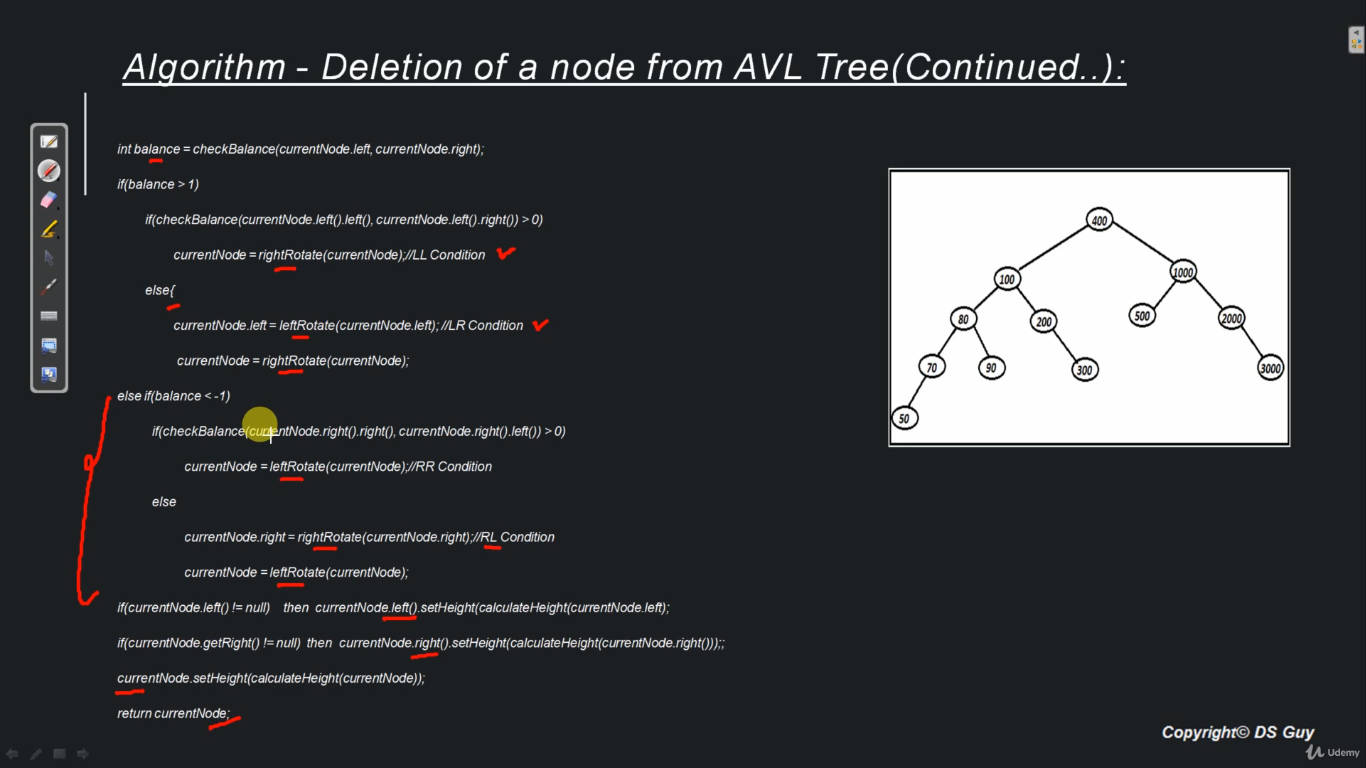 Algorithm - Deletion of a node from AVL Tree(Continued..):
int balance = checkBalance(currentNode.left, currentNode.right);
if(balance > 1)
if(checkBalance(currentNode.left().left(), currentNode.left().right()) > 0)
currentNode = rightRotate(currentNode);//LL Condition
else{
currentNode.left = leftRotate(currentNode.left); //LR Condition
currentNode = rightRotate(currentNode);
else if(balance < -1)
if(checkBalance(currentNode.right().right(), currentNode.right().left()) > 0)
currentNode = leftRotate(currentNode);//RR Condition
else
currentNode.right = rightRotate(currentNode.right);//RL Condition
currentNode = leftRotate(currentNode);
if(currentNode.left() != null) then currentNode.left().setHeight(calculateHeight(currentNode.left);
if(currentNode.getRight() != null) then currentNode.right().setHeight(calculateHeight(currentNode.right()));;
currentNode.setHeight(calculateHeight(currentNode));
return currentNode;
400
100 1000
80 200 500 2000
70 90 300 3000
50
Copyright© DS Guy
Udemy